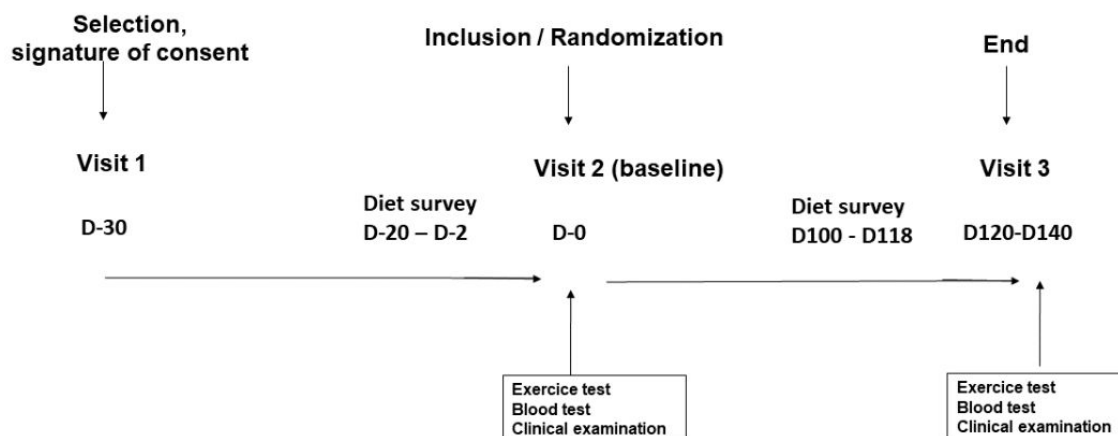 Selection,
signature of consent
Inclusion / Randomization
End
Visit 1
Visit 2 (baseline)
Visit 3
D-30
Diet survey
D-20 – D-2
D-0
Diet survey
D100 - D118
D120-D140
Exercice test
Blood test
Clinical examination
Exercice test
Blood test
Clinical examination